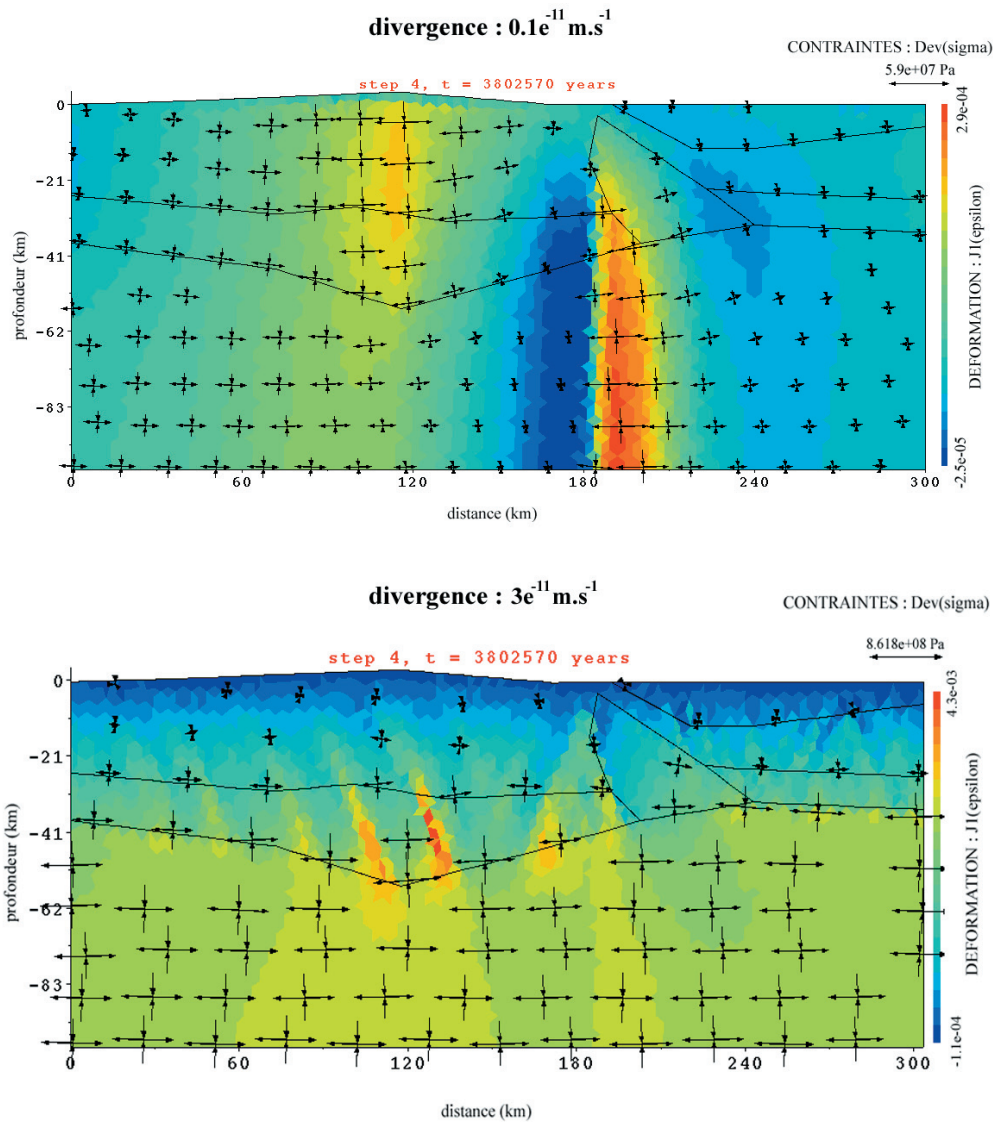 divergence : 0.1e⁻¹¹ m.s⁻¹
CONTRAINTES : Dev(sigma)
5.9e+07 Pa
step 4, t = 3802570 years
0
-21
-41
-62
-83
profondeur (km)
0 60 120 180 240 300
distance (km)
2.9e-04
-2.5e-05
DEFORMATION : J1(epsilon)
divergence : 3e⁻¹¹ m.s⁻¹
CONTRAINTES : Dev(sigma)
8.618e+08 Pa
step 4, t = 3802570 years
0
-21
-41
-62
-83
profondeur (km)
0 60 120 180 240 300
distance (km)
4.3e-03
-1.1e-04
DEFORMATION : J1(epsilon)